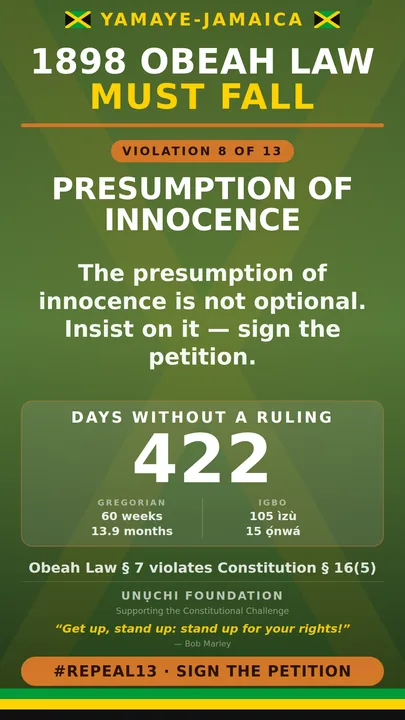 YAMAYE-JAMAICA
1898 OBEAH LAW
MUST FALL
VIOLATION 8 OF 13
PRESUMPTION OF
INNOCENCE
The presumption of
innocence is not optional.
Insist on it — sign the
petition.
DAYS WITHOUT A RULING
422
GREGORIAN
60 weeks
13.9 months
IGBO
105 ìzù
15 ọ́nwá
Obeah Law § 7 violates Constitution § 16(5)
UNỤCHI FOUNDATION
Supporting the Constitutional Challenge
“Get up, stand up: stand up for your rights!”
— Bob Marley
#REPEAL13 · SIGN THE PETITION